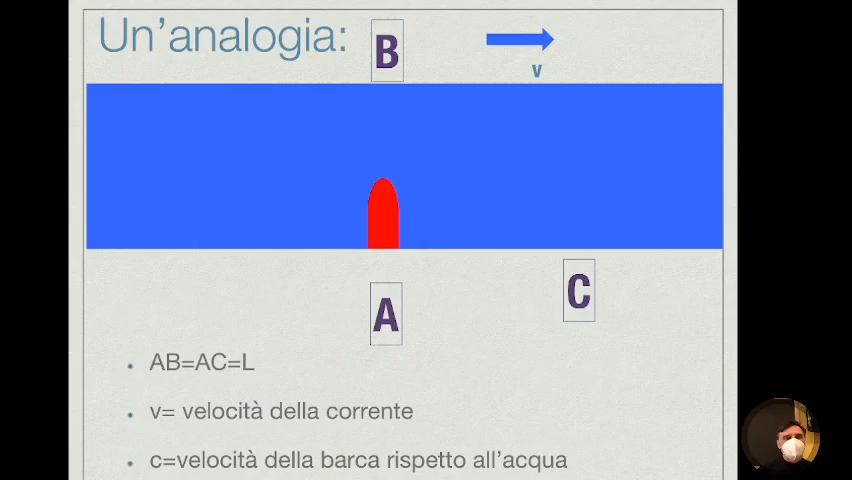 Un'analogia:
B
v
A
C
AB=AC=L
v= velocità della corrente
c=velocità della barca rispetto all'acqua